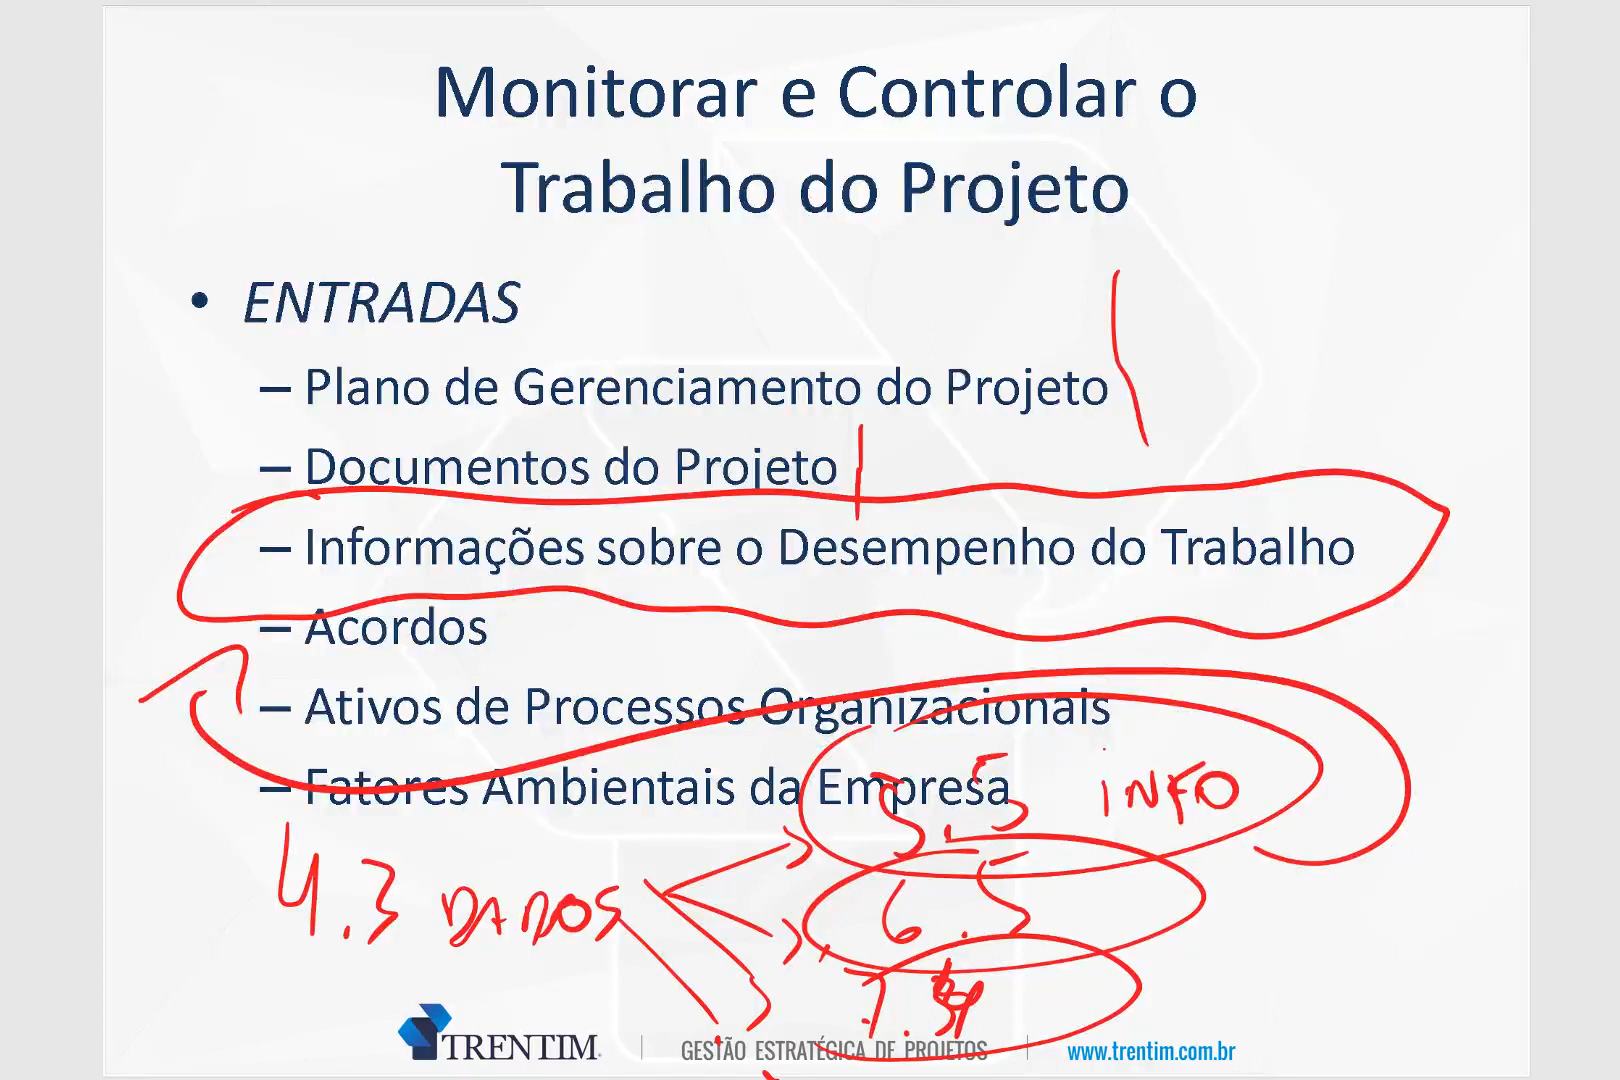 Monitorar e Controlar o
Trabalho do Projeto
• ENTRADAS
– Plano de Gerenciamento do Projeto
– Documentos do Projeto
– Informações sobre o Desempenho do Trabalho
– Acordos
– Ativos de Processos Organizacionais
– Fatores Ambientais da Empresa
5.5 INFO
4.3 DADOS
6.5
7.4
TRENTIM | GESTÃO ESTRATÉGICA DE PROJETOS | www.trentim.com.br